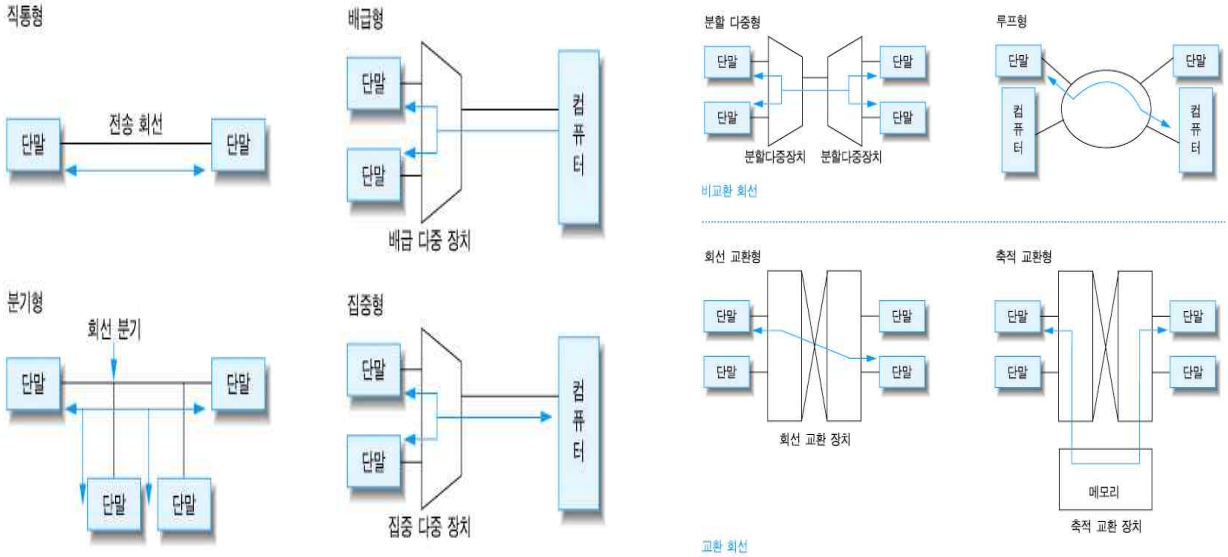 직통형
단말
전송 회선
단말
배급형
단말
단말
컴퓨터
배급 다중 장치
분기형
회선 분기
단말
단말
단말
단말
집중형
단말
단말
컴퓨터
집중 다중 장치
분할 다중형
단말
단말
단말
단말
분할다중장치
분할다중장치
루프형
단말
단말
컴퓨터
컴퓨터
비교환 회선
회선 교환형
단말
단말
단말
단말
회선 교환 장치
축적 교환형
단말
단말
단말
단말
메모리
축적 교환 장치
교환 회선